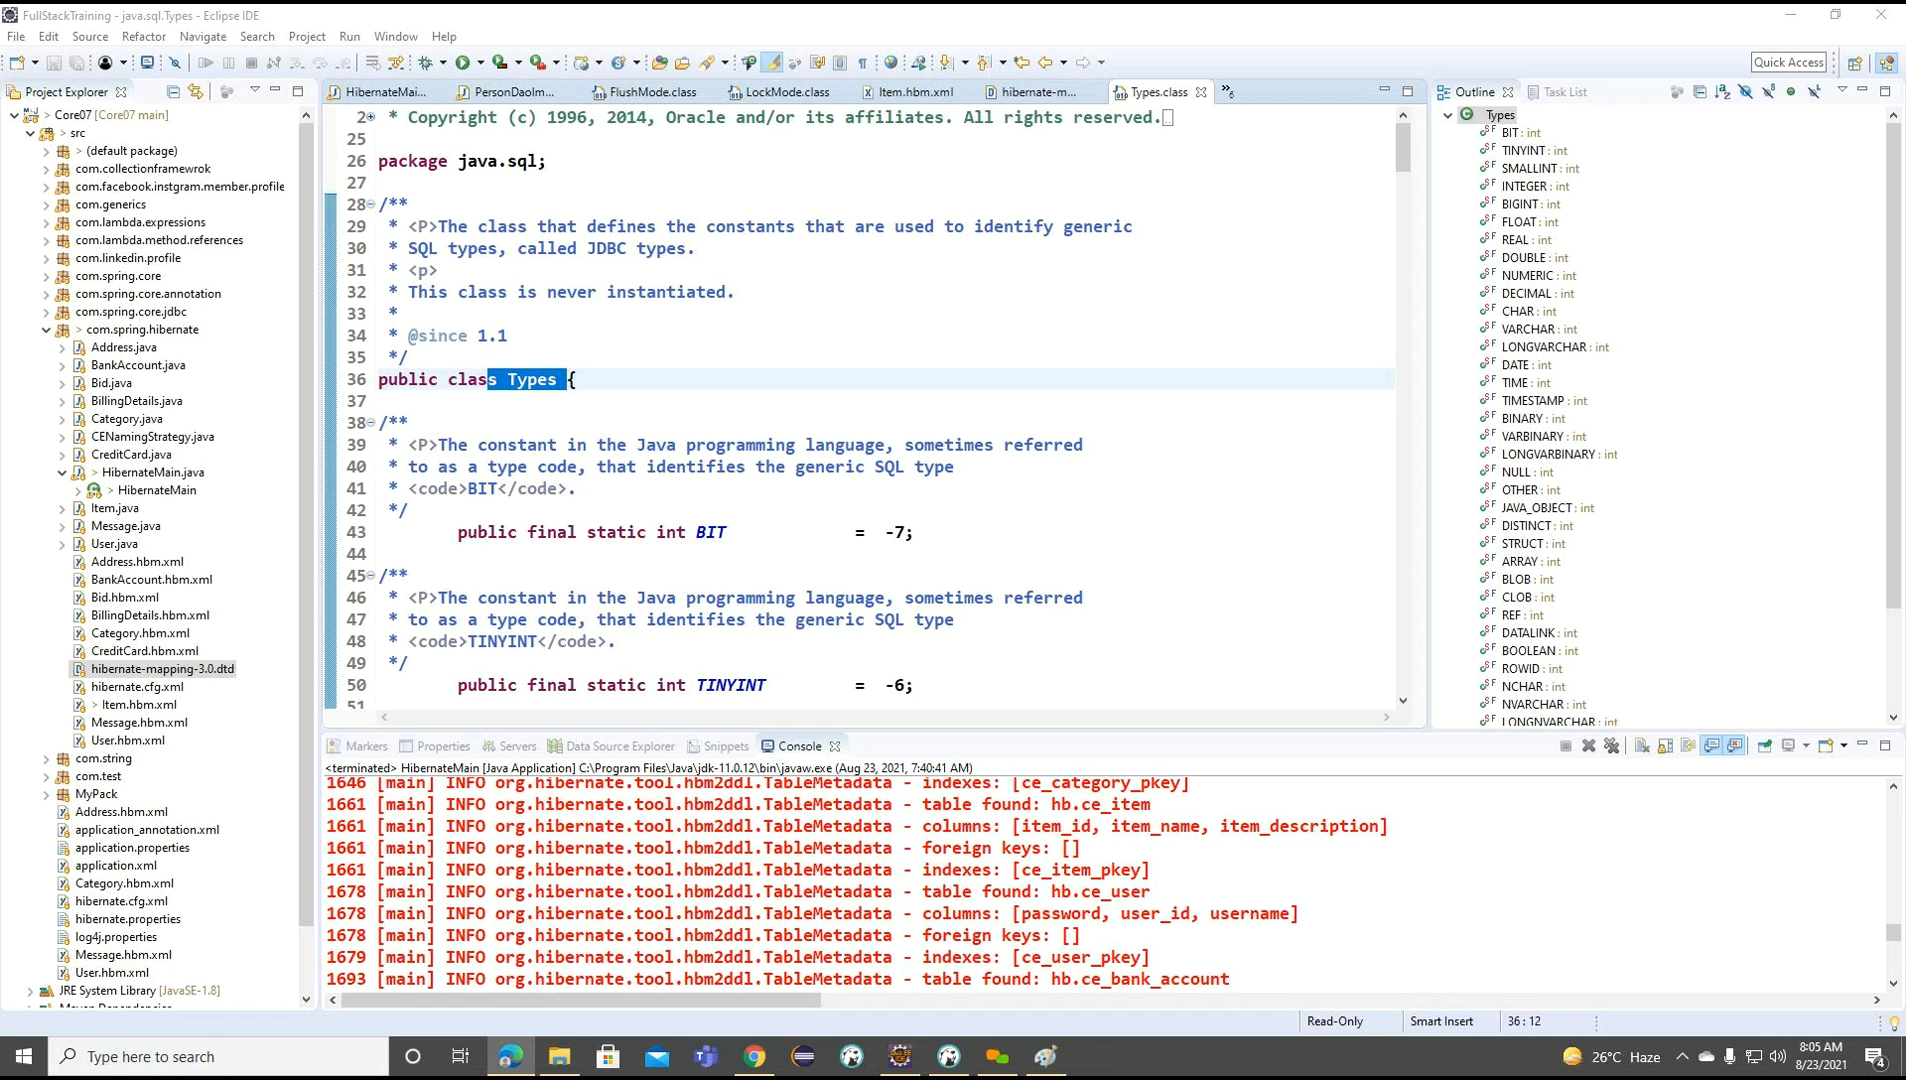 FullStackTraining - java.sql.Types - Eclipse IDE
File Edit Source Refactor Navigate Search Project Run Window Help
Quick Access
Project Explorer
Core07 [Core07 main]
> src
> (default package)
com.collectionframewrok
com.facebook.instgram.member.profile
com.generics
com.lambda.expressions
com.lambda.method.references
com.linkedin.profile
com.spring.core
com.spring.core.annotation
com.spring.core.jdbc
> com.spring.hibernate
Address.java
BankAccount.java
Bid.java
BillingDetails.java
Category.java
CENamingStrategy.java
CreditCard.java
> HibernateMain.java
> HibernateMain
Item.java
Message.java
User.java
Address.hbm.xml
BankAccount.hbm.xml
Bid.hbm.xml
BillingDetails.hbm.xml
Category.hbm.xml
CreditCard.hbm.xml
hibernate-mapping-3.0.dtd
hibernate.cfg.xml
> Item.hbm.xml
Message.hbm.xml
User.hbm.xml
com.string
com.test
MyPack
Address.hbm.xml
application_annotation.xml
application.properties
application.xml
Category.hbm.xml
hibernate.cfg.xml
hibernate.properties
log4j.properties
Message.hbm.xml
User.hbm.xml
JRE System Library [JavaSE-1.8]
HibernateMai... PersonDaoIm... FlushMode.class LockMode.class Item.hbm.xml hibernate-m... Types.class »6
2 * Copyright (c) 1996, 2014, Oracle and/or its affiliates. All rights reserved.
25
26 package java.sql;
27
28 /**
29 * <P>The class that defines the constants that are used to identify generic
30 * SQL types, called JDBC types.
31 * <p>
32 * This class is never instantiated.
33 *
34 * @since 1.1
35 */
36 public class Types {
37
38 /**
39 * <P>The constant in the Java programming language, sometimes referred
40 * to as a type code, that identifies the generic SQL type
41 * <code>BIT</code>.
42 */
43 public final static int BIT = -7;
44
45 /**
46 * <P>The constant in the Java programming language, sometimes referred
47 * to as a type code, that identifies the generic SQL type
48 * <code>TINYINT</code>.
49 */
50 public final static int TINYINT = -6;
51
Outline Task List
Types
BIT : int
TINYINT : int
SMALLINT : int
INTEGER : int
BIGINT : int
FLOAT : int
REAL : int
DOUBLE : int
NUMERIC : int
DECIMAL : int
CHAR : int
VARCHAR : int
LONGVARCHAR : int
DATE : int
TIME : int
TIMESTAMP : int
BINARY : int
VARBINARY : int
LONGVARBINARY : int
NULL : int
OTHER : int
JAVA_OBJECT : int
DISTINCT : int
STRUCT : int
ARRAY : int
BLOB : int
CLOB : int
REF : int
DATALINK : int
BOOLEAN : int
ROWID : int
NCHAR : int
NVARCHAR : int
LONGNVARCHAR : int
Markers Properties Servers Data Source Explorer Snippets Console
<terminated> HibernateMain [Java Application] C:\Program Files\Java\jdk-11.0.12\bin\javaw.exe (Aug 23, 2021, 7:40:41 AM)
1646 [main] INFO org.hibernate.tool.hbm2ddl.TableMetadata - indexes: [ce_category_pkey]
1661 [main] INFO org.hibernate.tool.hbm2ddl.TableMetadata - table found: hb.ce_item
1661 [main] INFO org.hibernate.tool.hbm2ddl.TableMetadata - columns: [item_id, item_name, item_description]
1661 [main] INFO org.hibernate.tool.hbm2ddl.TableMetadata - foreign keys: []
1661 [main] INFO org.hibernate.tool.hbm2ddl.TableMetadata - indexes: [ce_item_pkey]
1678 [main] INFO org.hibernate.tool.hbm2ddl.TableMetadata - table found: hb.ce_user
1678 [main] INFO org.hibernate.tool.hbm2ddl.TableMetadata - columns: [password, user_id, username]
1678 [main] INFO org.hibernate.tool.hbm2ddl.TableMetadata - foreign keys: []
1679 [main] INFO org.hibernate.tool.hbm2ddl.TableMetadata - indexes: [ce_user_pkey]
1693 [main] INFO org.hibernate.tool.hbm2ddl.TableMetadata - table found: hb.ce_bank_account
Read-Only Smart Insert 36 : 12
Type here to search
26°C Haze
8:05 AM
8/23/2021
4